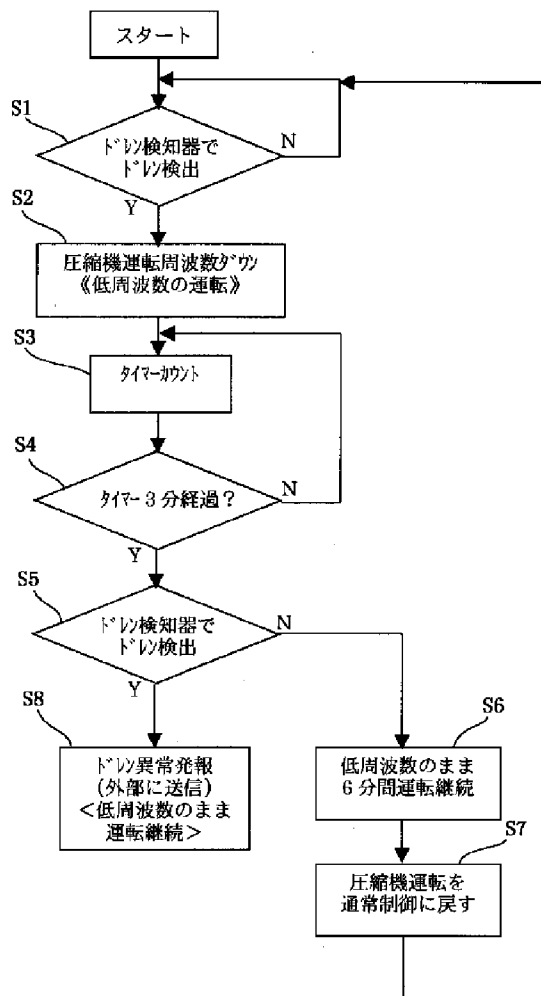 スタート
S1
ドレン検知器で
ドレン検出
N
Y
S2
圧縮機運転周波数ダウン
《低周波数の運転》
S3
タイマーカウント
S4
タイマー3分経過？
N
Y
S5
ドレン検知器で
ドレン検出
N
Y
S8
ドレン異常発報
(外部に送信)
<低周波数のまま
運転継続>
S6
低周波数のまま
6分間運転継続
S7
圧縮機運転を
通常制御に戻す